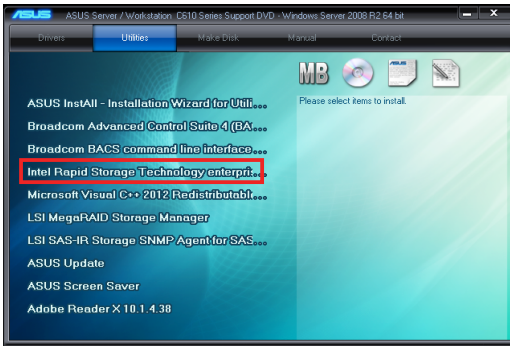 ASUS
ASUS Server / Workstation C610 Series Support DVD - Windows Server 2008 R2 64 bit
Drivers
Utilities
Make Disk
Manual
Contact
MB
Please select items to install.
ASUS InstAll - Installation Wizard for Utili...
Broadcom Advanced Control Suite 4 (BA...
Broadcom BACS command line interface...
Intel Rapid Storage Technology enterpri...
Microsoft Visual C++ 2012 Redistributabl...
LSI MegaRAID Storage Manager
LSI SAS-IR Storage SNMP Agent for SAS...
ASUS Update
ASUS Screen Saver
Adobe Reader X 10.1.4.38